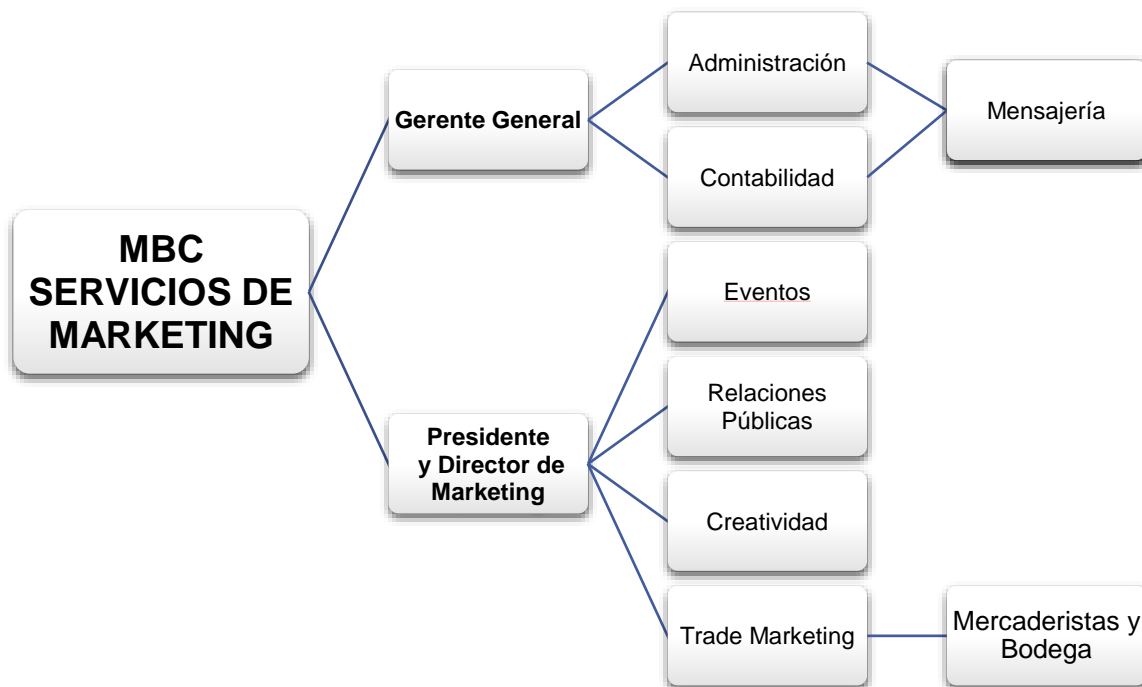 MBC
SERVICIOS DE
MARKETING
Gerente General
Administración
Contabilidad
Mensajería
Presidente
y Director de
Marketing
Eventos
Relaciones
Públicas
Creatividad
Trade Marketing
Mercaderistas y
Bodega